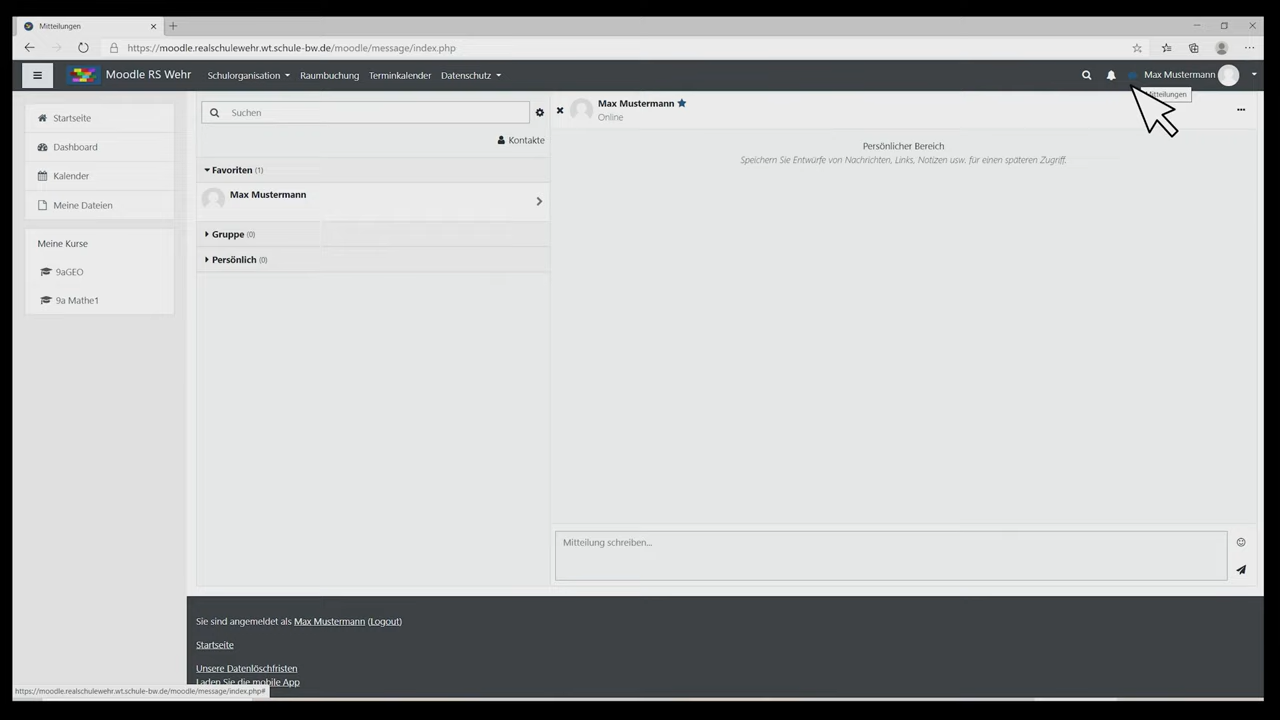 Mitteilungen
https://moodle.realschulewehr.wt.schule-bw.de/moodle/message/index.php
Moodle RS Wehr
Schulorganisation
Raumbuchung
Terminkalender
Datenschutz
Max Mustermann
Mitteilungen
Startseite
Dashboard
Kalender
Meine Dateien
Meine Kurse
9aGEO
9a Mathe1
Suchen
Kontakte
Favoriten (1)
Max Mustermann
Gruppe (0)
Persönlich (0)
Max Mustermann
Online
Persönlicher Bereich
Speichern Sie Entwürfe von Nachrichten, Links, Notizen usw. für einen späteren Zugriff.
Mitteilung schreiben...
Sie sind angemeldet als Max Mustermann (Logout)
Startseite
Unsere Datenlöschfristen
Laden Sie die mobile App
https://moodle.realschulewehr.wt.schule-bw.de/moodle/message/index.php#